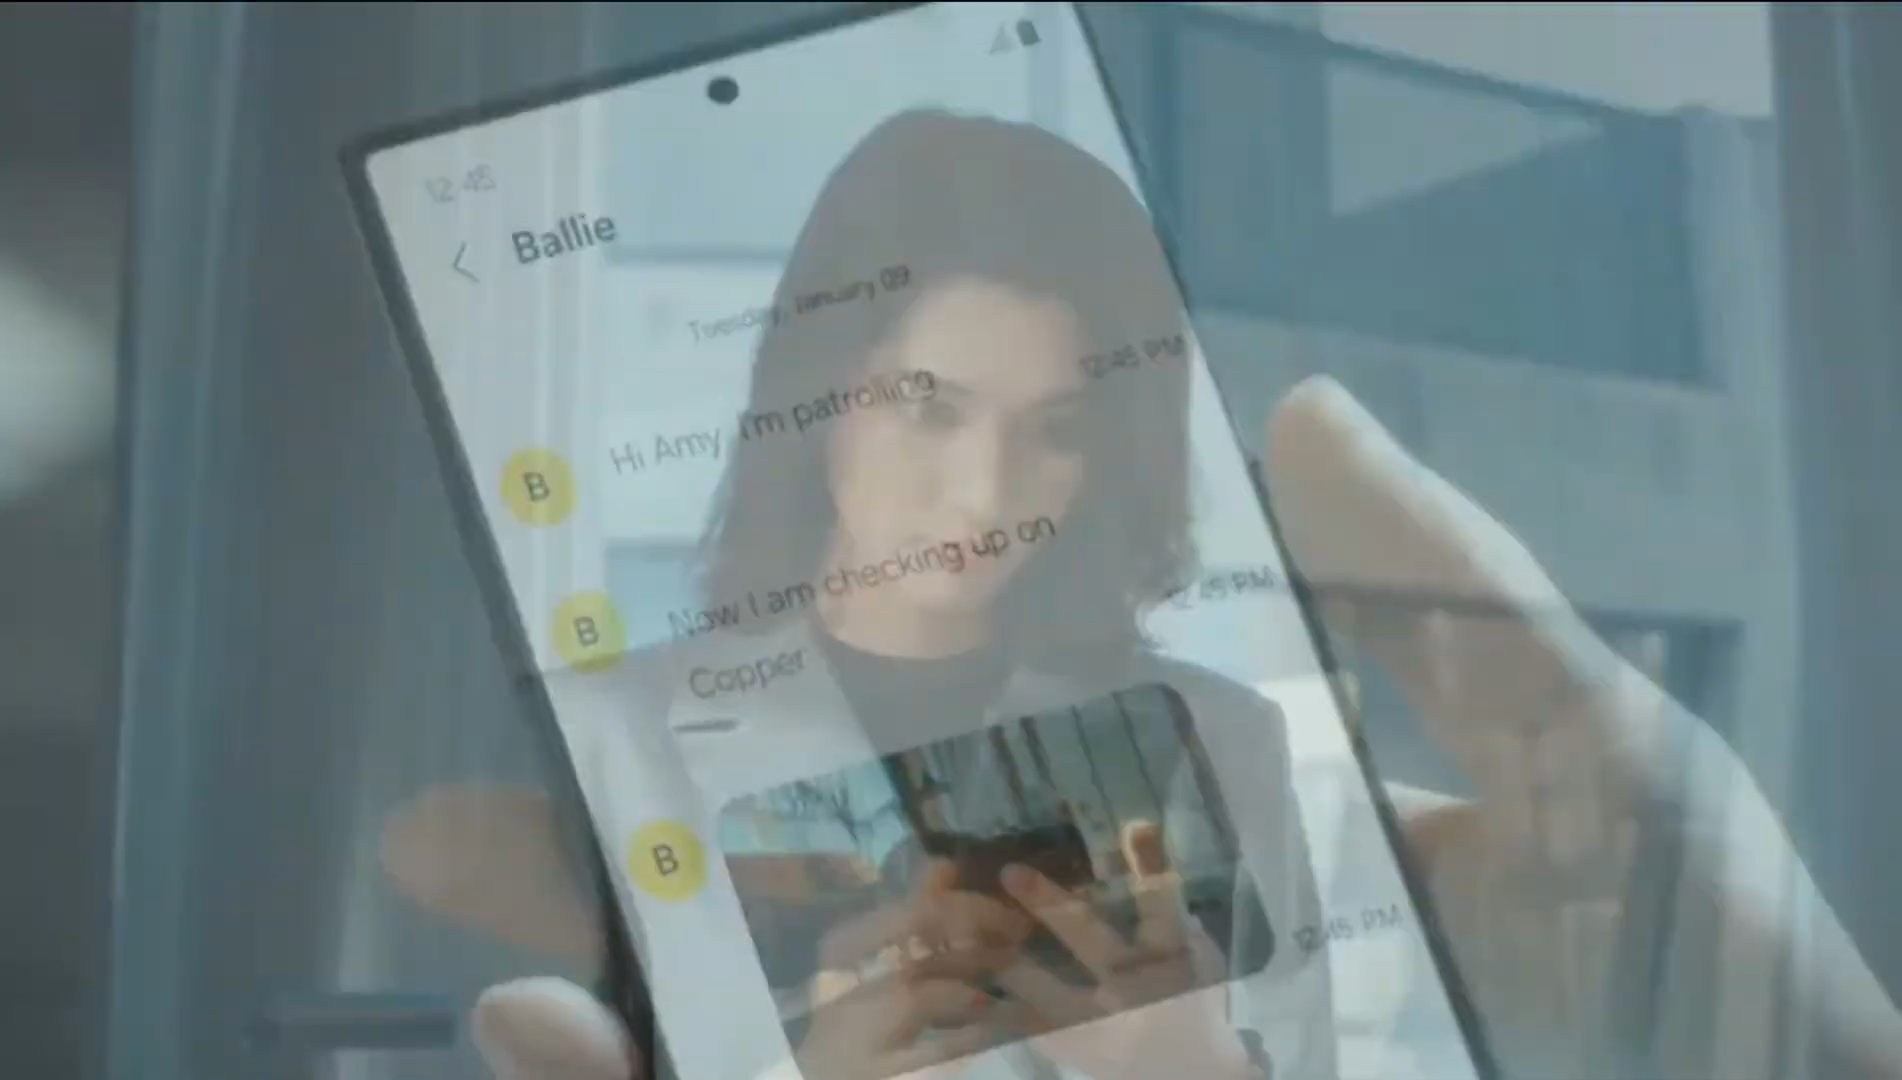 12:45
Ballie
Tuesday, January 09
Hi Amy I'm patrolling
12:45 PM
B
Now I am checking up on
Copper
12:45 PM
B
B
12:45 PM